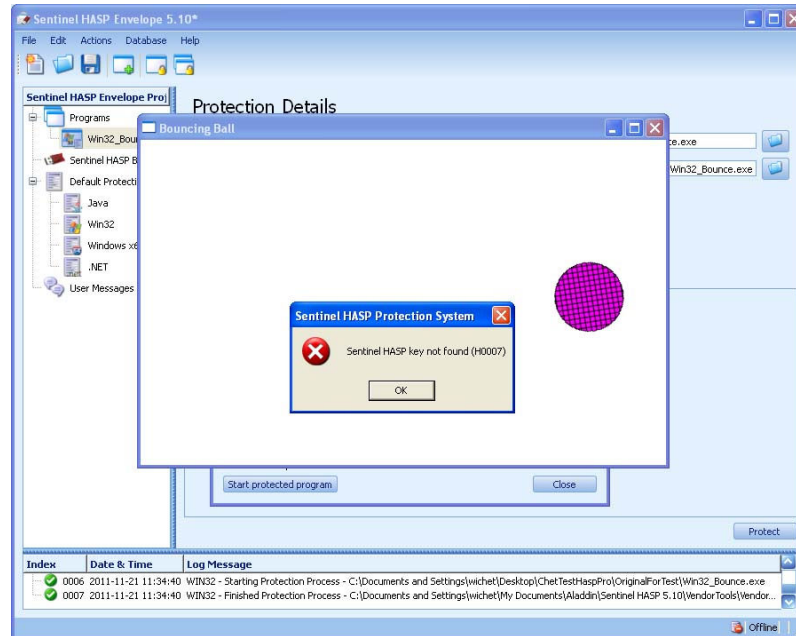 Sentinel HASP Envelope 5.10*
File Edit Actions Database Help
Sentinel HASP Envelope Proj
Programs
Win32_Bou
Sentinel HASP B
Default Protecti
Java
Win32
Windows x6
.NET
User Messages
Protection Details
Bouncing Ball
ce.exe
Win32_Bounce.exe
Sentinel HASP Protection System
Sentinel HASP key not found (H0007)
OK
Start protected program
Close
Protect
Index Date & Time Log Message
0006 2011-11-21 11:34:40 WIN32 - Starting Protection Process - C:\Documents and Settings\wichet\Desktop\ChetTestHaspPro\OriginalForTest\Win32_Bounce.exe
0007 2011-11-21 11:34:40 WIN32 - Finished Protection Process - C:\Documents and Settings\wichet\My Documents\Aladdin\Sentinel HASP 5.10\VendorTools\Vendor...
Offline